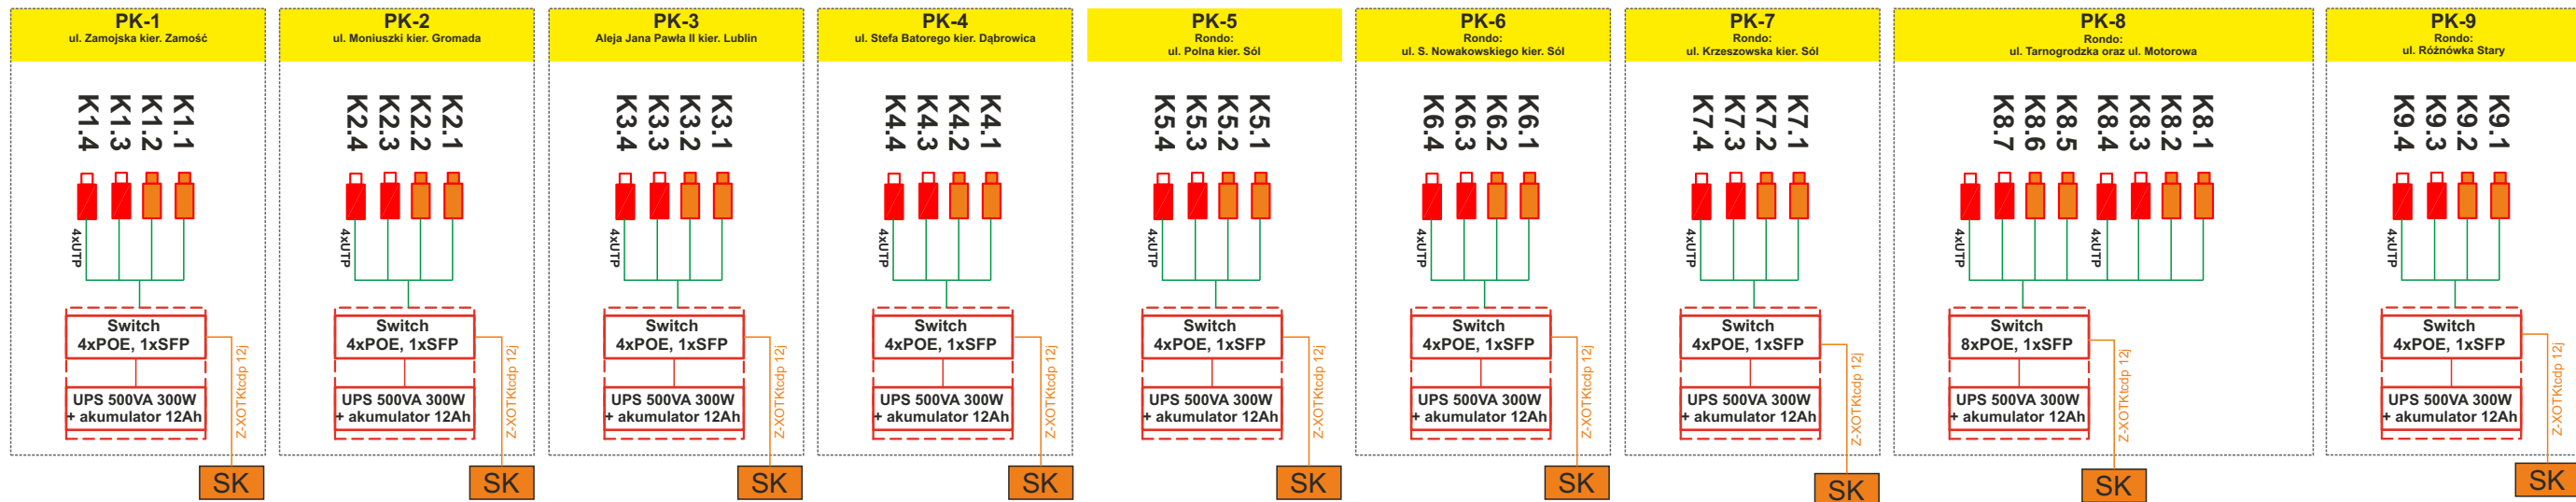 PK-1
ul. Zamojska kier. Zamość
K1.4
K1.3
K1.2
K1.1
4xUTP
Switch
4xPOE, 1xSFP
UPS 500VA 300W
+ akumulator 12Ah
Z-XOTKtcdp 12j
SK
PK-2
ul. Moniuszki kier. Gromada
K2.4
K2.3
K2.2
K2.1
4xUTP
Switch
4xPOE, 1xSFP
UPS 500VA 300W
+ akumulator 12Ah
Z-XOTKtcdp 12j
SK
PK-3
Aleja Jana Pawła II kier. Lublin
K3.4
K3.3
K3.2
K3.1
4xUTP
Switch
4xPOE, 1xSFP
UPS 500VA 300W
+ akumulator 12Ah
Z-XOTKtcdp 12j
SK
PK-4
ul. Stefa Batorego kier. Dąbrowica
K4.4
K4.3
K4.2
K4.1
4xUTP
Switch
4xPOE, 1xSFP
UPS 500VA 300W
+ akumulator 12Ah
Z-XOTKtcdp 12j
SK
PK-5
Rondo:
ul. Polna kier. Sól
K5.4
K5.3
K5.2
K5.1
4xUTP
Switch
4xPOE, 1xSFP
UPS 500VA 300W
+ akumulator 12Ah
Z-XOTKtcdp 12j
SK
PK-6
Rondo:
ul. S. Nowakowskiego kier. Sól
K6.4
K6.3
K6.2
K6.1
4xUTP
Switch
4xPOE, 1xSFP
UPS 500VA 300W
+ akumulator 12Ah
Z-XOTKtcdp 12j
SK
PK-7
Rondo:
ul. Krzeszowska kier. Sól
K7.4
K7.3
K7.2
K7.1
4xUTP
Switch
4xPOE, 1xSFP
UPS 500VA 300W
+ akumulator 12Ah
Z-XOTKtcdp 12j
SK
PK-8
Rondo:
ul. Tarnogrodzka oraz ul. Motorowa
K8.7
K8.6
K8.5
K8.4
K8.3
K8.2
K8.1
4xUTP
4xUTP
Switch
8xPOE, 1xSFP
UPS 500VA 300W
+ akumulator 12Ah
Z-XOTKtcdp 12j
SK
PK-9
Rondo:
ul. Różnówka Stary
K9.4
K9.3
K9.2
K9.1
4xUTP
Switch
4xPOE, 1xSFP
UPS 500VA 300W
+ akumulator 12Ah
Z-XOTKtcdp 12j
SK